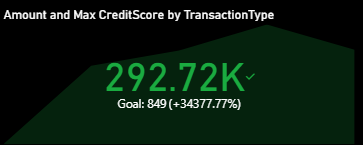 Amount and Max CreditScore by TransactionType
292.72K✓
Goal: 849 (+34377.77%)